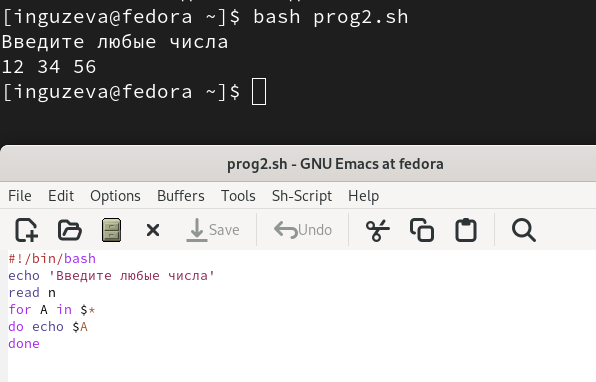 [inguzeva@fedora ~]$ bash prog2.sh
Введите любые числа
12 34 56
[inguzeva@fedora ~]$
prog2.sh - GNU Emacs at fedora
File Edit Options Buffers Tools Sh-Script Help
Save Undo
#!/bin/bash
echo 'Введите любые числа'
read n
for A in $*
do echo $A
done